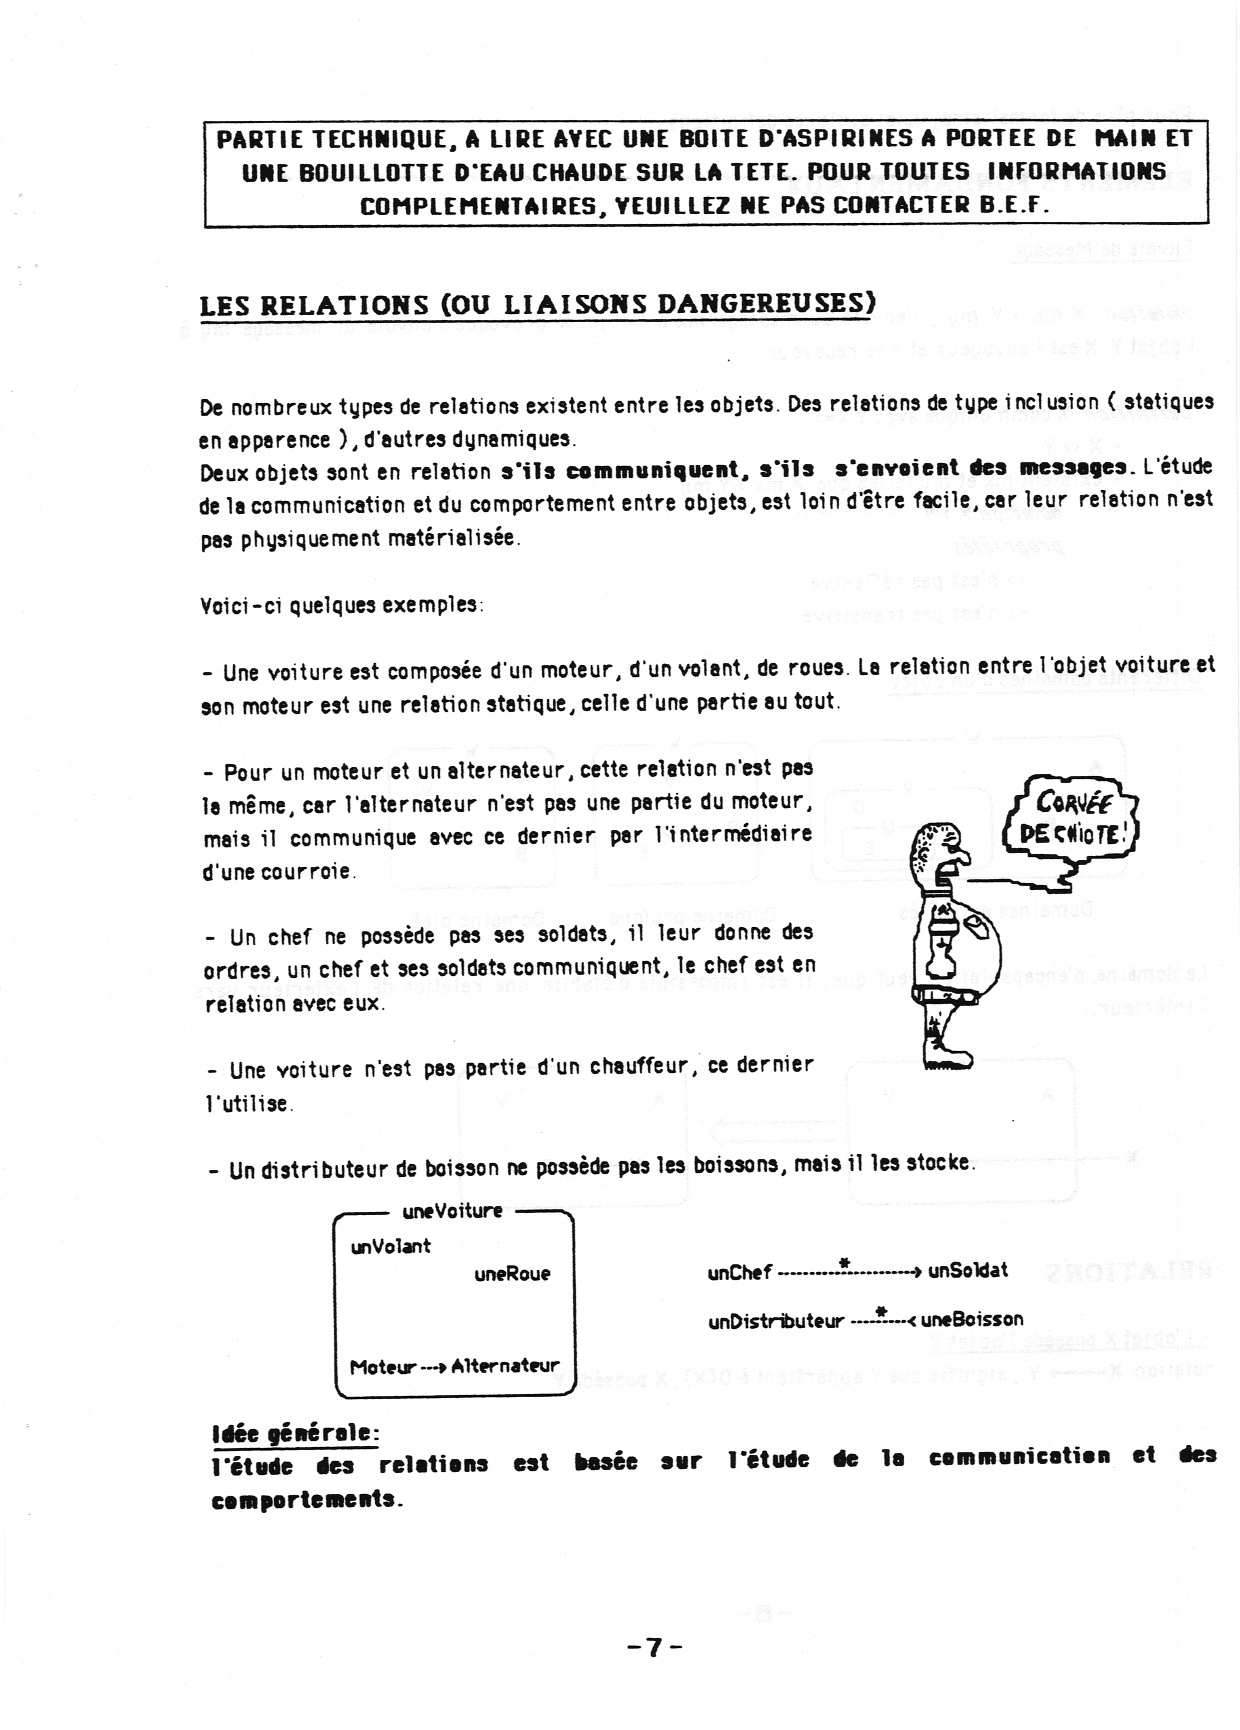 PARTIE TECHNIQUE, A LIRE AVEC UNE BOITE D'ASPIRINES A PORTEE DE MAIN ET
UNE BOUILLOTTE D'EAU CHAUDE SUR LA TETE. POUR TOUTES INFORMATIONS
COMPLEMENTAIRES, VEUILLEZ NE PAS CONTACTER B.E.F.
LES RELATIONS (OU LIAISONS DANGEREUSES)
De nombreux types de relations existent entre les objets. Des relations de type inclusion ( statiques
en apparence ), d'autres dynamiques.
Deux objets sont en relation s'ils communiquent, s'ils s'envoient des messages. L'étude
de la communication et du comportement entre objets, est loin d'être facile, car leur relation n'est
pas physiquement matérialisée.
Voici-ci quelques exemples:
- Une voiture est composée d'un moteur, d'un volant, de roues. La relation entre l'objet voiture et
son moteur est une relation statique, celle d'une partie au tout.
- Pour un moteur et un alternateur, cette relation n'est pas
la même, car l'alternateur n'est pas une partie du moteur,
mais il communique avec ce dernier par l'intermédiaire
d'une courroie.
CORVÉE
DE CHIOTE!
- Un chef ne possède pas ses soldats, il leur donne des
ordres, un chef et ses soldats communiquent, le chef est en
relation avec eux.
- Une voiture n'est pas partie d'un chauffeur, ce dernier
l'utilise.
- Un distributeur de boisson ne possède pas les boissons, mais il les stocke.
uneVoiture
unVolant
uneRoue
Moteur ---> Alternateur
unChef -----------*-----------> unSoldat
unDistributeur -----*----< uneBoisson
Idée générale:
l'étude des relations est basée sur l'étude de la communication et des
comportements.
-7-